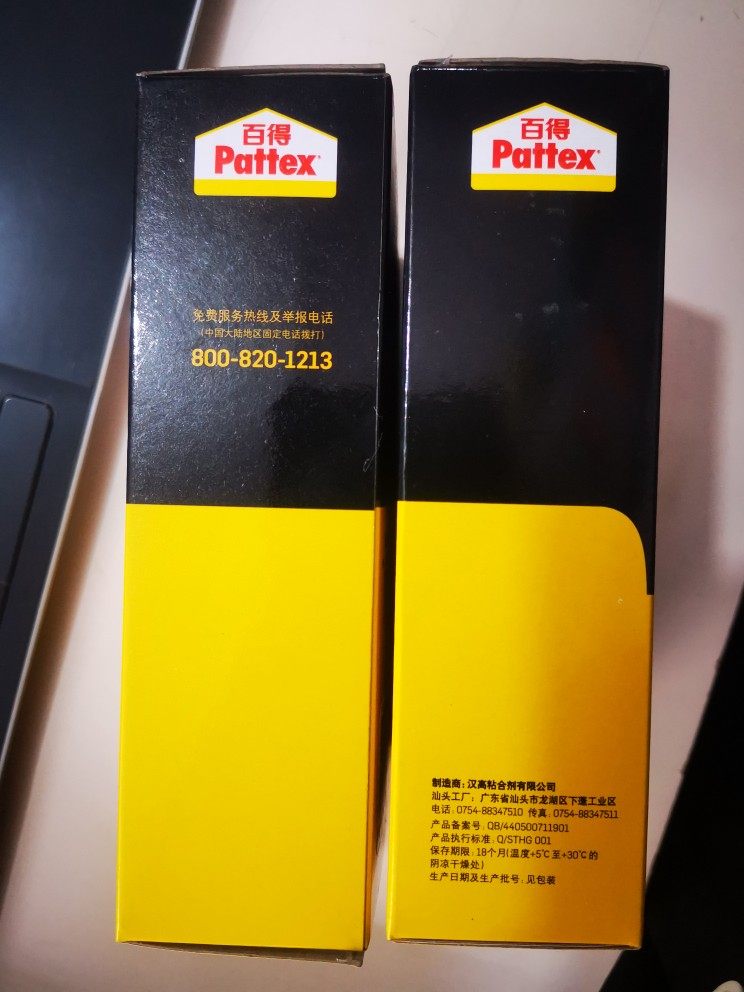 百得
Pattex
免费服务热线及举报电话
(中国大陆地区固定电话拨打)
800-820-1213
百得
Pattex
制造商: 汉高粘合剂有限公司
汕头工厂: 广东省汕头市龙湖区下蓬工业区
电话: 0754-88347510 传真: 0754-88347511
产品备案号: QB/440500711901
产品执行标准: Q/STHG 001
保存期限: 18个月(温度+5℃至+30℃的
阴凉干燥处)
生产日期及生产批号: 见包装